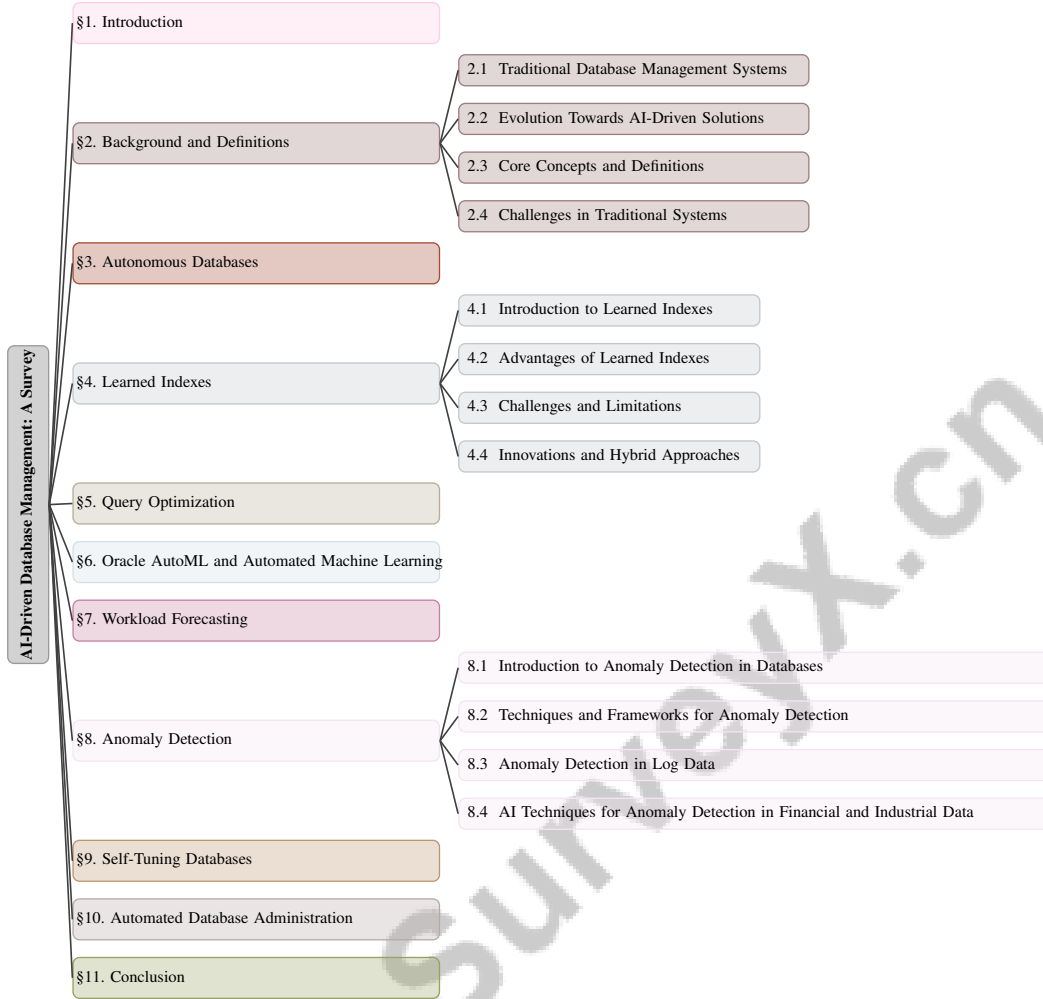 AI-Driven Database Management: A Survey
§1. Introduction
§2. Background and Definitions
2.1 Traditional Database Management Systems
2.2 Evolution Towards AI-Driven Solutions
2.3 Core Concepts and Definitions
2.4 Challenges in Traditional Systems
§3. Autonomous Databases
§4. Learned Indexes
4.1 Introduction to Learned Indexes
4.2 Advantages of Learned Indexes
4.3 Challenges and Limitations
4.4 Innovations and Hybrid Approaches
§5. Query Optimization
§6. Oracle AutoML and Automated Machine Learning
§7. Workload Forecasting
§8. Anomaly Detection
8.1 Introduction to Anomaly Detection in Databases
8.2 Techniques and Frameworks for Anomaly Detection
8.3 Anomaly Detection in Log Data
8.4 AI Techniques for Anomaly Detection in Financial and Industrial Data
§9. Self-Tuning Databases
§10. Automated Database Administration
§11. Conclusion
Surveyx.cn